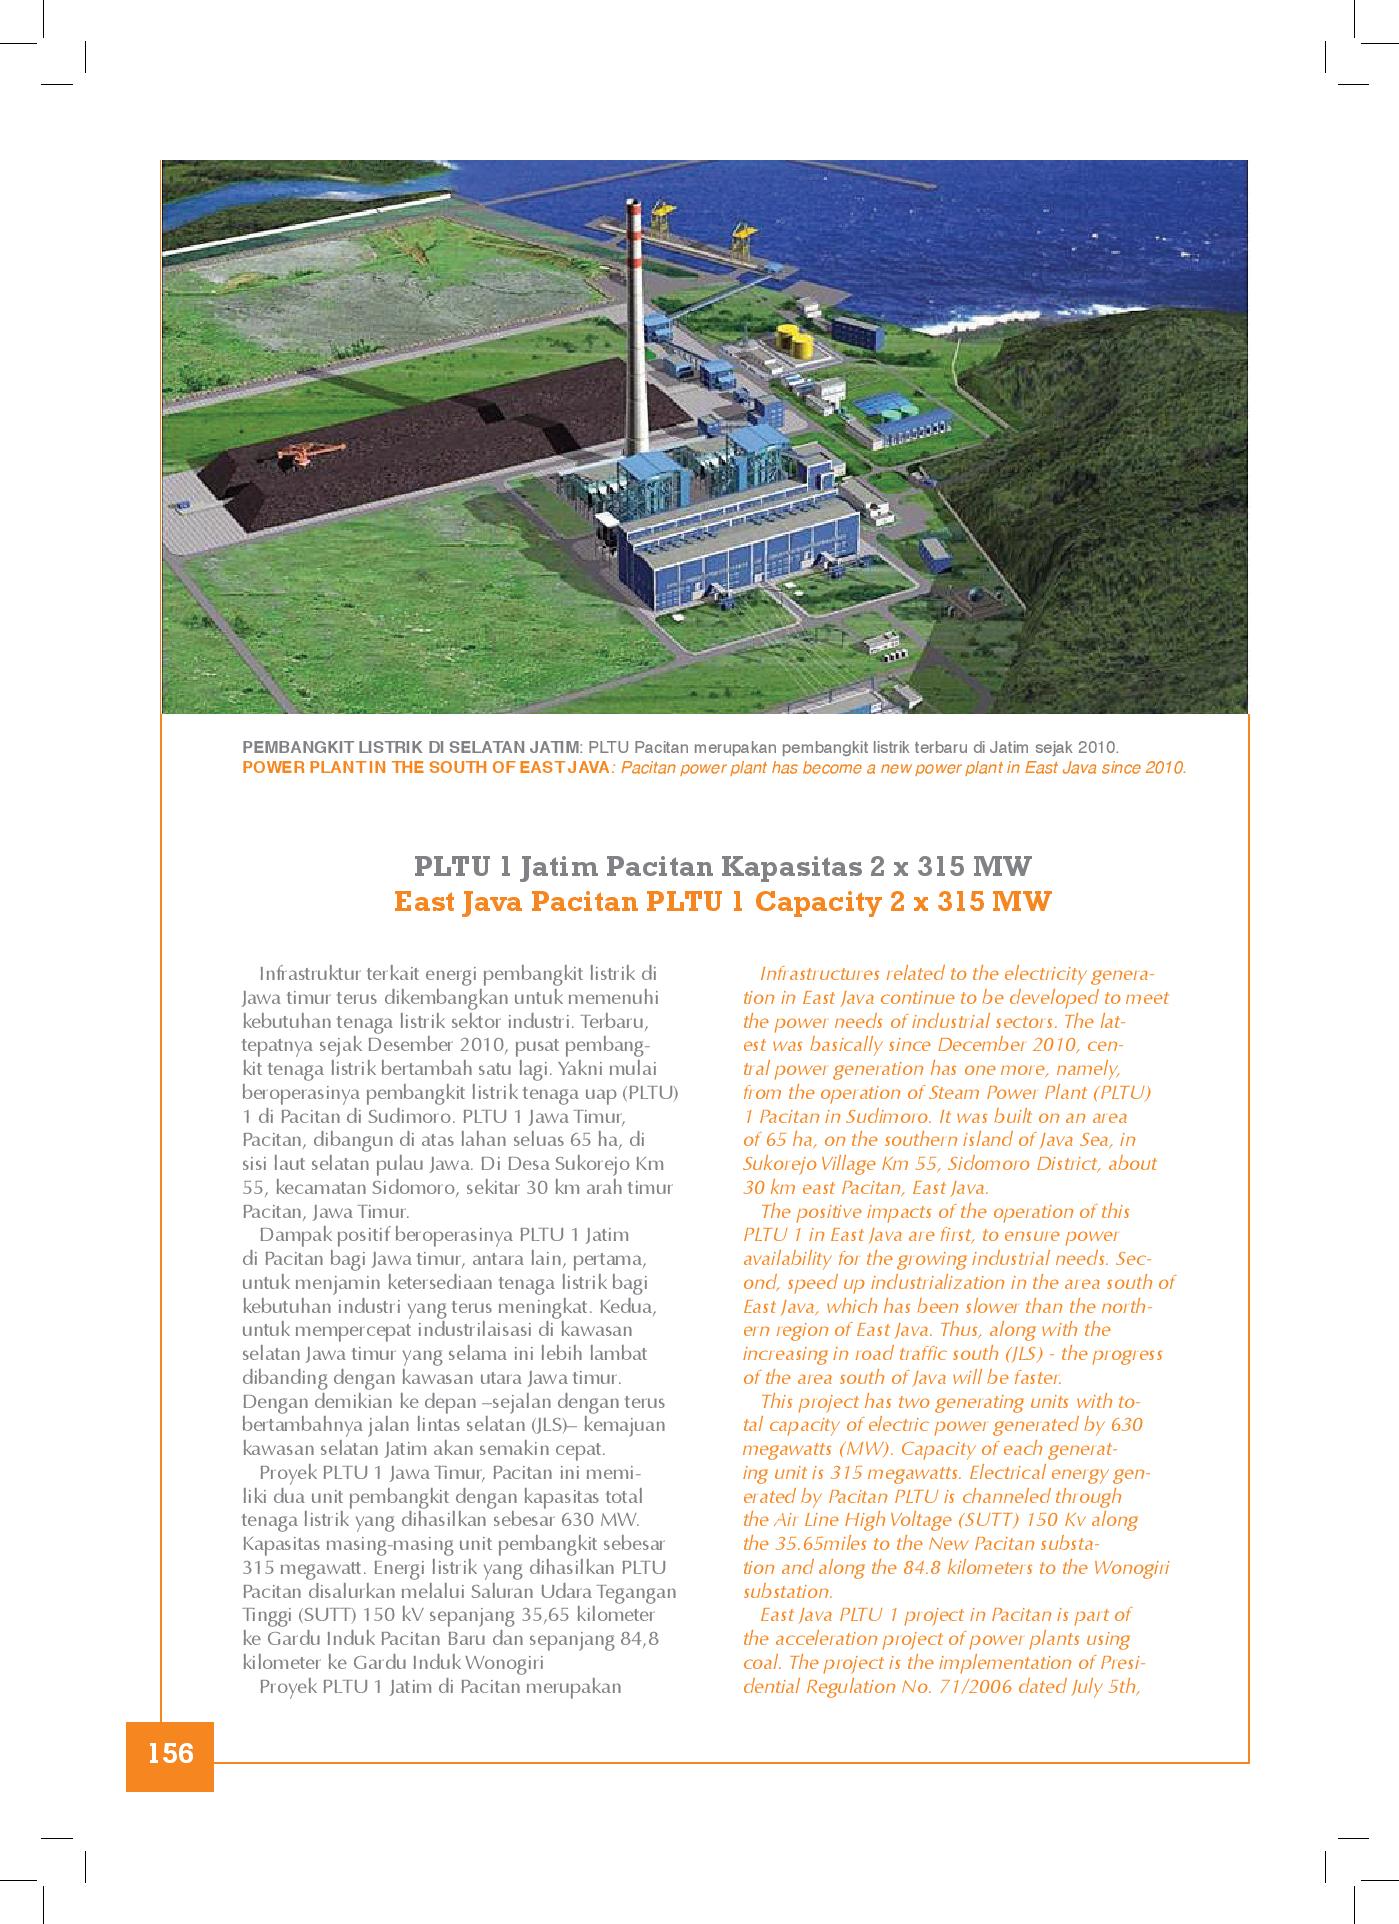 PEMBANGKIT LISTRIK DI SELATAN JATIM: PLTU Pacitan merupakan pembangkit listrik terbaru di Jatim sejak 2010.
POWER PLANT IN THE SOUTH OF EAST JAVA: Pacitan power plant has become a new power plant in East Java since 2010.
PLTU 1 Jatim Pacitan Kapasitas 2 x 315 MW
East Java Pacitan PLTU 1 Capacity 2 x 315 MW
Infrastruktur terkait energi pembangkit listrik di
Jawa timur terus dikembangkan untuk memenuhi
kebutuhan tenaga listrik sektor industri. Terbaru,
tepatnya sejak Desember 2010, pusat pembang-
kit tenaga listrik bertambah satu lagi. Yakni mulai
beroperasinya pembangkit listrik tenaga uap (PLTU)
1 di Pacitan di Sudimoro. PLTU 1 Jawa Timur,
Pacitan, dibangun di atas lahan seluas 65 ha, di
sisi laut selatan pulau Jawa. Di Desa Sukorejo Km
55, kecamatan Sidomoro, sekitar 30 km arah timur
Pacitan, Jawa Timur.
Dampak positif beroperasinya PLTU 1 Jatim
di Pacitan bagi Jawa timur, antara lain, pertama,
untuk menjamin ketersediaan tenaga listrik bagi
kebutuhan industri yang terus meningkat. Kedua,
untuk mempercepat industrilaisasi di kawasan
selatan Jawa timur yang selama ini lebih lambat
dibanding dengan kawasan utara Jawa timur.
Dengan demikian ke depan –sejalan dengan terus
bertambahnya jalan lintas selatan (JLS)– kemajuan
kawasan selatan Jatim akan semakin cepat.
Proyek PLTU 1 Jawa Timur, Pacitan ini memi-
liki dua unit pembangkit dengan kapasitas total
tenaga listrik yang dihasilkan sebesar 630 MW.
Kapasitas masing-masing unit pembangkit sebesar
315 megawatt. Energi listrik yang dihasilkan PLTU
Pacitan disalurkan melalui Saluran Udara Tegangan
Tinggi (SUTT) 150 kV sepanjang 35,65 kilometer
ke Gardu Induk Pacitan Baru dan sepanjang 84,8
kilometer ke Gardu Induk Wonogiri
Proyek PLTU 1 Jatim di Pacitan merupakan
Infrastructures related to the electricity genera-
tion in East Java continue to be developed to meet
the power needs of industrial sectors. The lat-
est was basically since December 2010, cen-
tral power generation has one more, namely,
from the operation of Steam Power Plant (PLTU)
1 Pacitan in Sudimoro. It was built on an area
of 65 ha, on the southern island of Java Sea, in
Sukorejo Village Km 55, Sidomoro District, about
30 km east Pacitan, East Java.
The positive impacts of the operation of this
PLTU 1 in East Java are first, to ensure power
availability for the growing industrial needs. Sec-
ond, speed up industrialization in the area south of
East Java, which has been slower than the north-
ern region of East Java. Thus, along with the
increasing in road traffic south (JLS) - the progress
of the area south of Java will be faster.
This project has two generating units with to-
tal capacity of electric power generated by 630
megawatts (MW). Capacity of each generat-
ing unit is 315 megawatts. Electrical energy gen-
erated by Pacitan PLTU is channeled through
the Air Line High Voltage (SUTT) 150 Kv along
the 35.65miles to the New Pacitan substa-
tion and along the 84.8 kilometers to the Wonogiri
substation.
East Java PLTU 1 project in Pacitan is part of
the acceleration project of power plants using
coal. The project is the implementation of Presi-
dential Regulation No. 71/2006 dated July 5th,
156